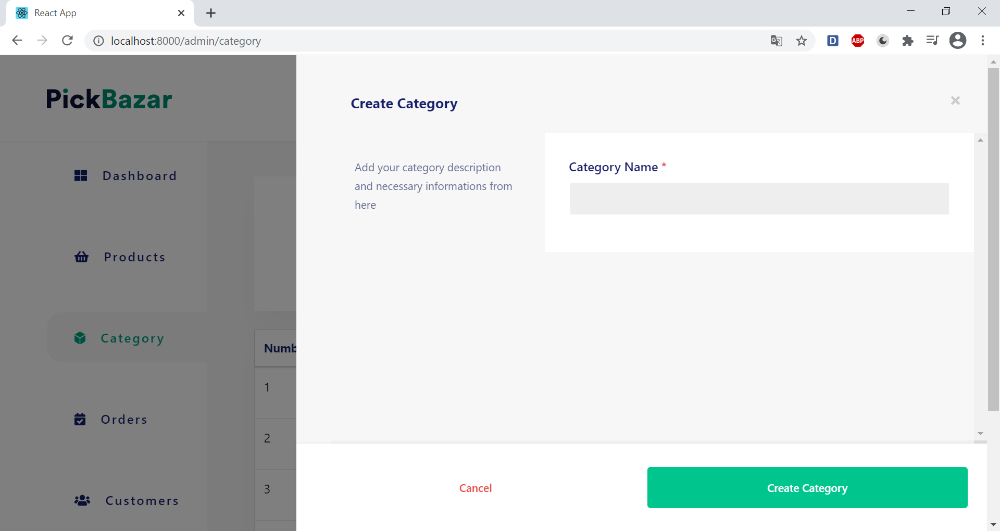 React App
localhost:8000/admin/category
D
ABP
PickBazar
Create Category
Dashboard
Add your category description
and necessary informations from
here
Category Name *
Products
Category
Orders
Customers
1
2
3
Cancel
Create Category